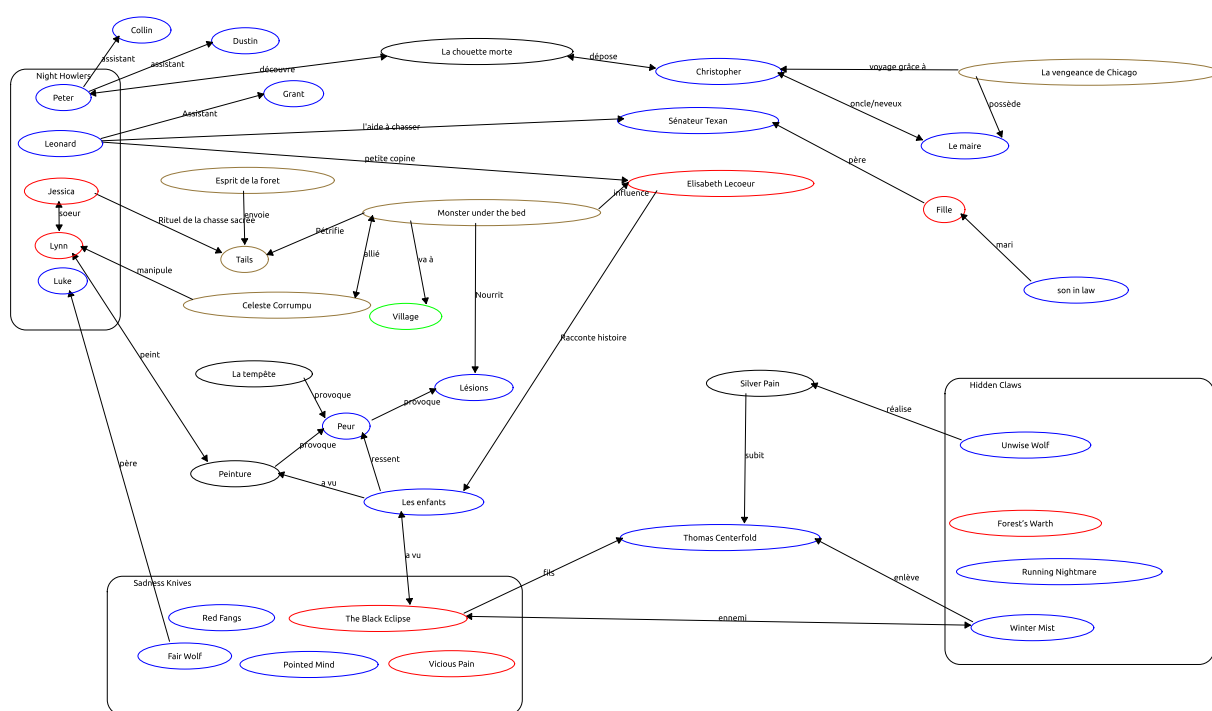 Collin
Dustin
La chouette morte
assistant
assistant
dépose
découvre
Night Howlers
Christopher
voyage grâce à
La vengeance de Chicago
Peter
Grant
oncle/neveux
possède
Assistant
Sénateur Texan
l'aide à chasser
Leonard
Le maire
petite copine
père
Esprit de la foret
Elisabeth Lecoeur
Jessica
influence
soeur
envoie
Rituel de la chasse sacrée
Monster under the bed
Fille
Pétrifie
Lynn
Tails
allié
va à
mari
manipule
Luke
Celeste Corrumpu
Nourrit
son in law
Village
Raconte histoire
peint
La tempête
Lésions
Silver Pain
Hidden Claws
provoque
provoque
réalise
Peur
provoque
Unwise Wolf
ressent
subit
père
Peinture
a vu
Les enfants
Forest's Warth
Thomas Centerfold
a vu
Running Nightmare
fils
enlève
Sadness Knives
Red Fangs
The Black Eclipse
ennemi
Winter Mist
Fair Wolf
Pointed Mind
Vicious Pain